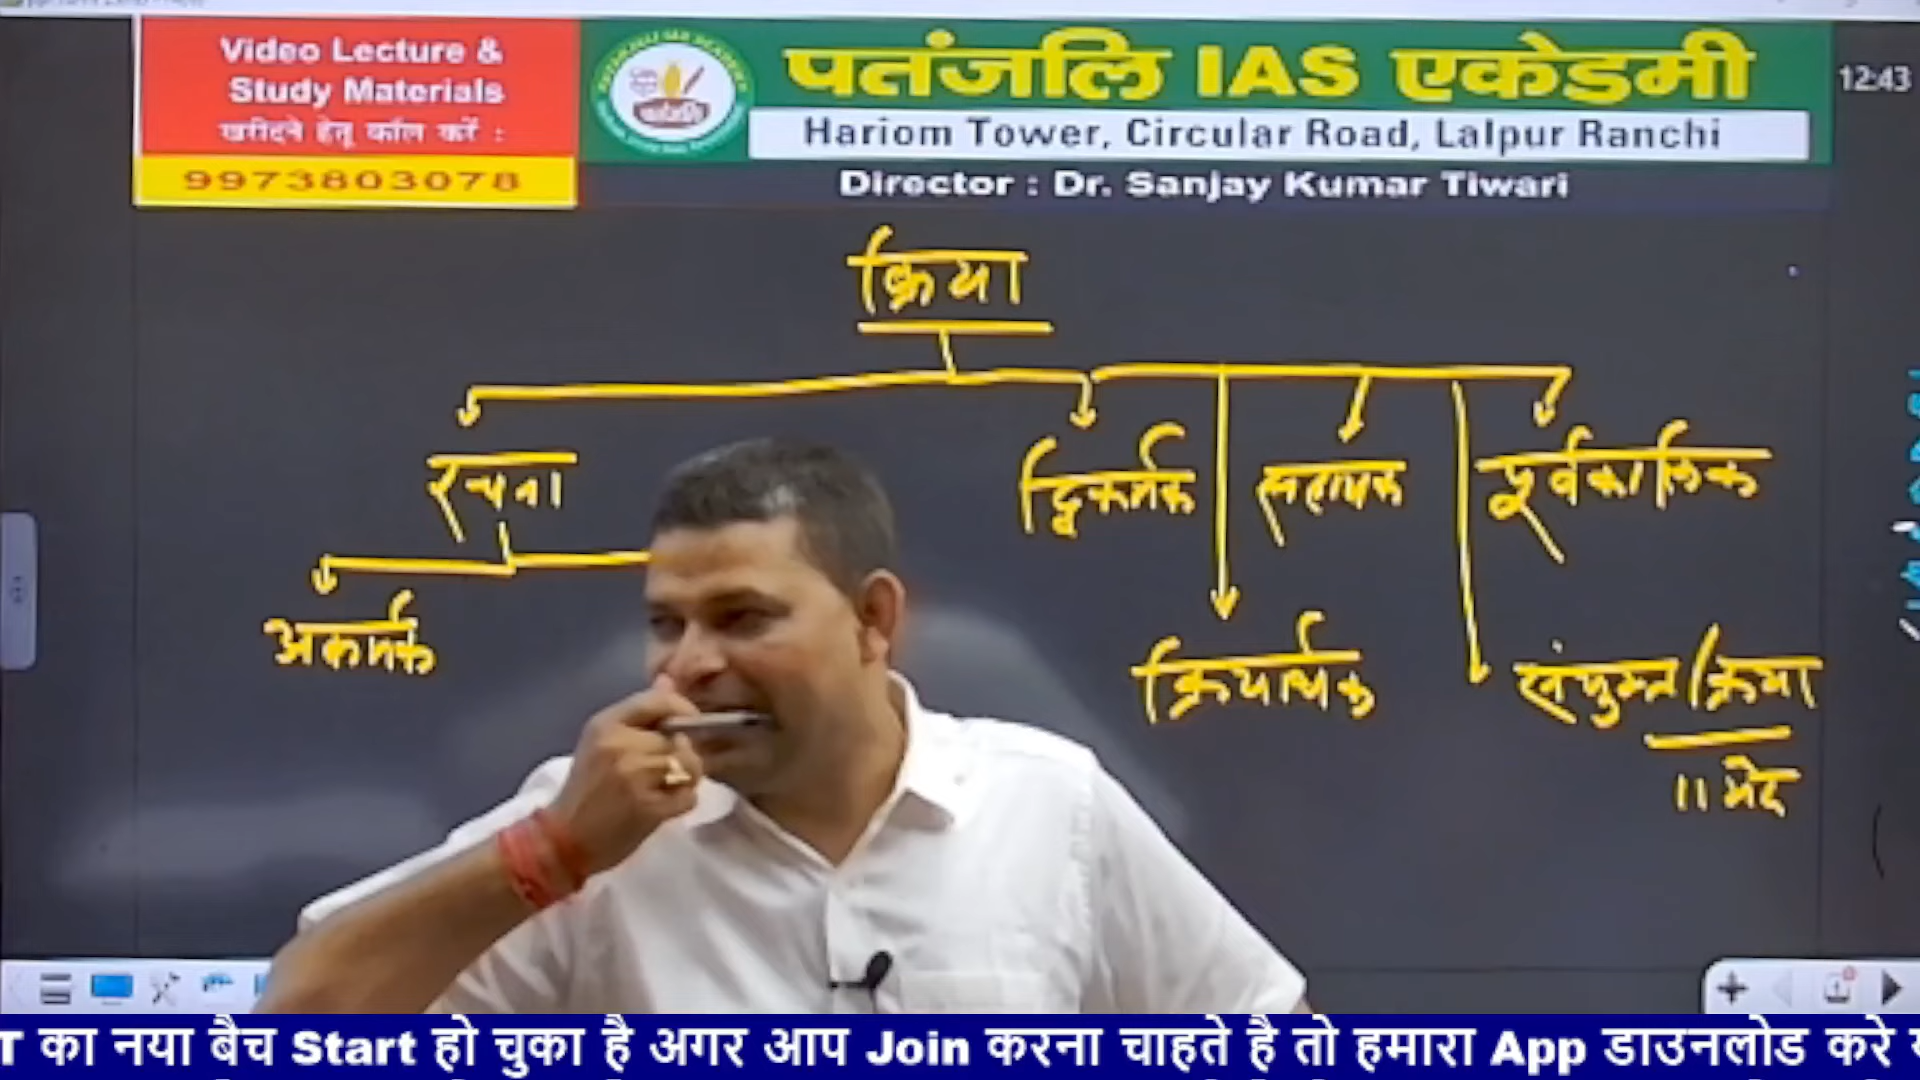 Video Lecture &
Study Materials
खरीदने हेतु कॉल करें :
9973803078
पतंजलि IAS एकेडमी
Hariom Tower, Circular Road, Lalpur Ranchi
Director : Dr. Sanjay Kumar Tiwari
12:43
क्रिया
रचना
द्विकर्मक
सहायक
पूर्वकालिक
अकर्मक
क्रियार्थक
संयुक्त क्रिया
11 भेद
T का नया बैच Start हो चुका है अगर आप Join करना चाहते है तो हमारा App डाउनलोड करे